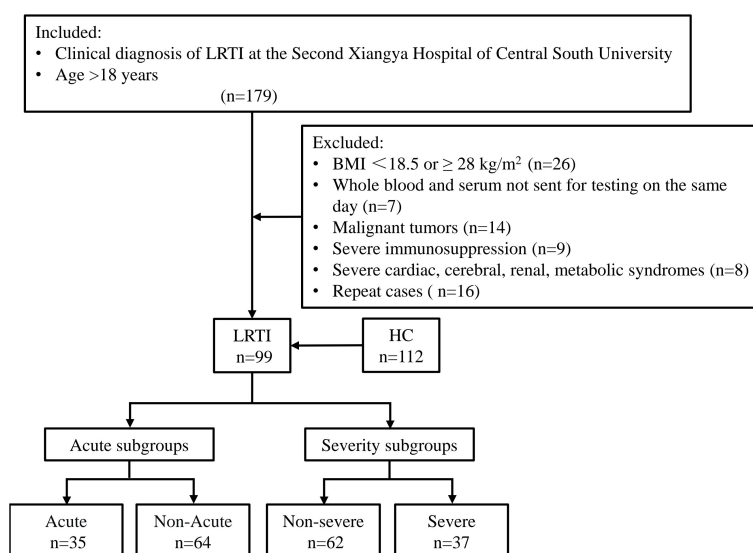 Included:
• Clinical diagnosis of LRTI at the Second Xiangya Hospital of Central South University
• Age >18 years
(n=179)
Excluded:
• BMI ＜18.5 or ≥ 28 kg/m² (n=26)
• Whole blood and serum not sent for testing on the same
day (n=7)
• Malignant tumors (n=14)
• Severe immunosuppression (n=9)
• Severe cardiac, cerebral, renal, metabolic syndromes (n=8)
• Repeat cases ( n=16)
LRTI
n=99
HC
n=112
Acute subgroups
Severity subgroups
Acute
n=35
Non-Acute
n=64
Non-severe
n=62
Severe
n=37